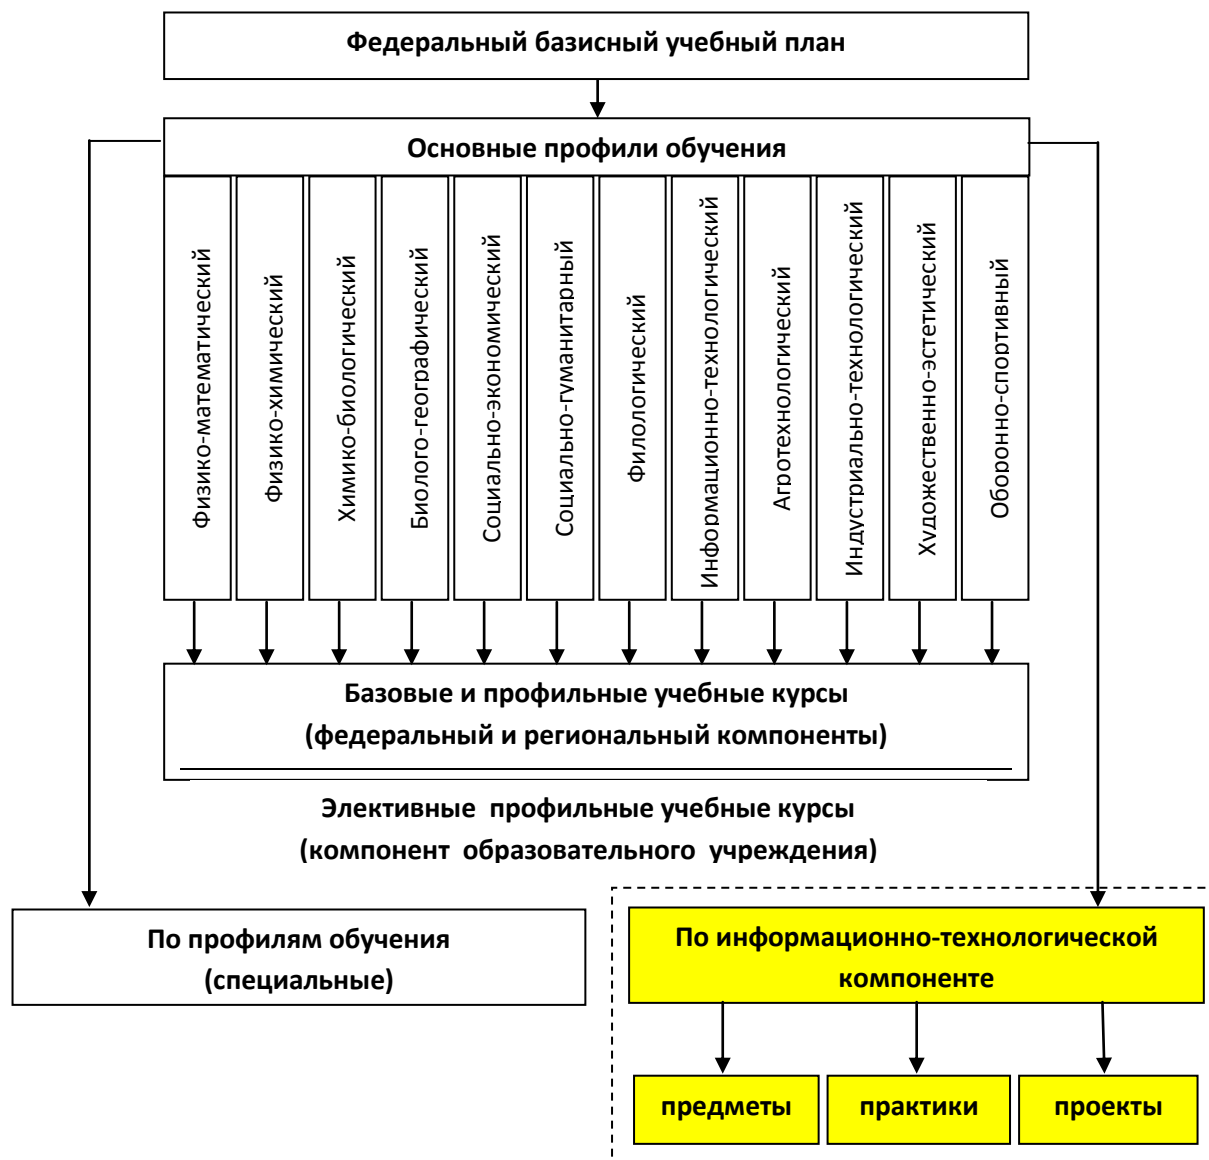 Федеральный базисный учебный план
Основные профили обучения
Физико-математический
Физико-химический
Химико-биологический
Биолого-географический
Социально-экономический
Социально-гуманитарный
Филологический
Информационно-технологический
Агротехнологический
Индустриально-технологический
Художественно-эстетический
Оборонно-спортивный
Базовые и профильные учебные курсы
(федеральный и региональный компоненты)
Элективные профильные учебные курсы
(компонент образовательного учреждения)
По профилям обучения
(специальные)
По информационно-технологической
компоненте
предметы
практики
проекты